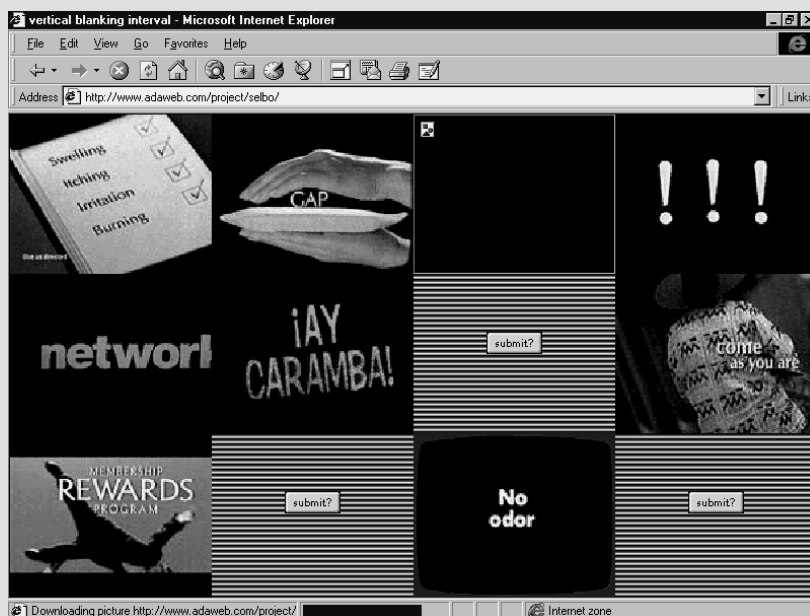 vertical blanking interval - Microsoft Internet Explorer
File Edit View Go Favorites Help
Address http://www.adaweb.com/project/selbo/ Links
Swelling
Itching
Irritation
Burning
Use as directed
GAP
! ! !
network
¡AY
CARAMBA!
submit?
come
as you are
MEMBERSHIP
REWARDS
PROGRAM
submit?
No
odor
submit?
Downloading picture http://www.adaweb.com/project/ Internet zone